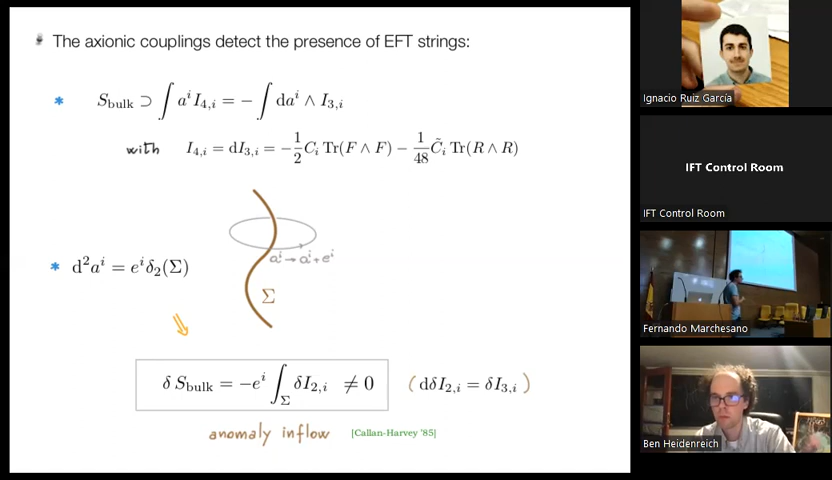 The axionic couplings detect the presence of EFT strings:
* S_bulk ⊃ ∫ a^i I_{4,i} = − ∫ da^i ∧ I_{3,i}
with I_{4,i} = dI_{3,i} = −1/2 C_i Tr(F ∧ F) − 1/48 C̃_i Tr(R ∧ R)
* d²a^i = e^i δ_2(Σ)
a^i → a^i + e^i
Σ
δ S_bulk = −e^i ∫_Σ δI_{2,i} ≠ 0 (dδI_{2,i} = δI_{3,i})
anomaly inflow [Callan-Harvey '85]
Ignacio Ruiz García
IFT Control Room
IFT Control Room
Fernando Marchesano
Ben Heidenreich